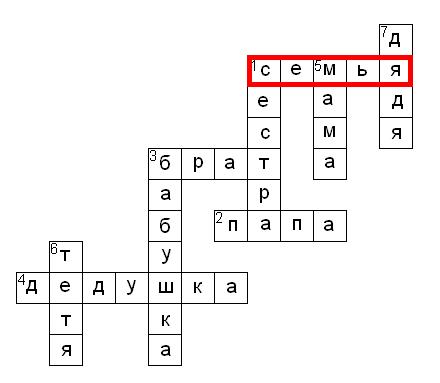 7 д
1 с е 5 м ь я
е а д
с м я
3 б р а т а
а р
б 2 п а п а
6 т у
4 д е д у ш к а
т к
я а